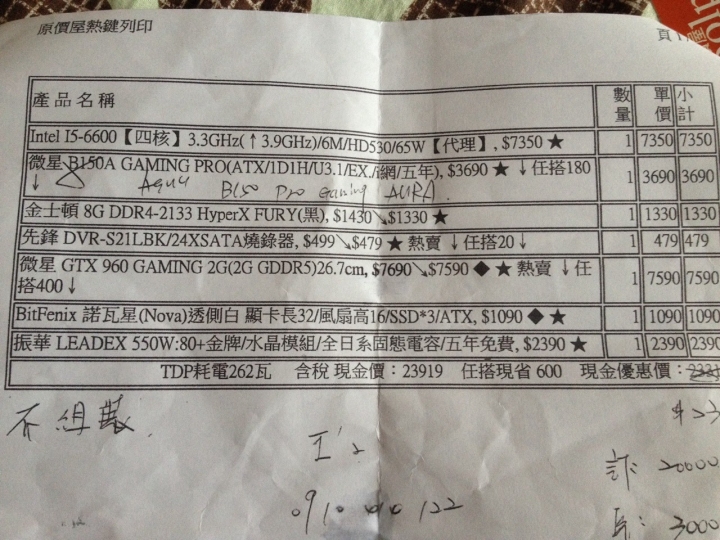 原價屋熱鍵列印
頁1
產品名稱 數量 單價 小計
Intel I5-6600【四核】3.3GHz(↑3.9GHz)/6M/HD530/65W【代理】, $7350 ★ 1 7350 7350
微星 B150A GAMING PRO(ATX/1D1H/U3.1/EX./i網/五年), $3690 ★ ↓任搭180↓ 1 3690 3690
B150 Pro Gaming AURA
金士頓 8G DDR4-2133 HyperX FURY(黑), $1430↘$1330 ★ 1 1330 1330
先鋒 DVR-S21LBK/24XSATA燒錄器, $499↘$479 ★ 熱賣 ↓任搭20↓ 1 479 479
微星 GTX 960 GAMING 2G(2G GDDR5)26.7cm, $7690↘$7590 ◆ ★ 熱賣 ↓任搭400↓ 1 7590 7590
BitFenix 諾瓦星(Nova)透側白 顯卡長32/風扇高16/SSD*3/ATX, $1090 ◆ ★ 1 1090 1090
振華 LEADEX 550W:80+金牌/水晶模組/全日系固態電容/五年免費, $2390 ★ 1 2390 2390
TDP耗電262瓦 含稅 現金價：23919 任搭現省 600 現金優惠價：
不組裝
訂 20000
3000